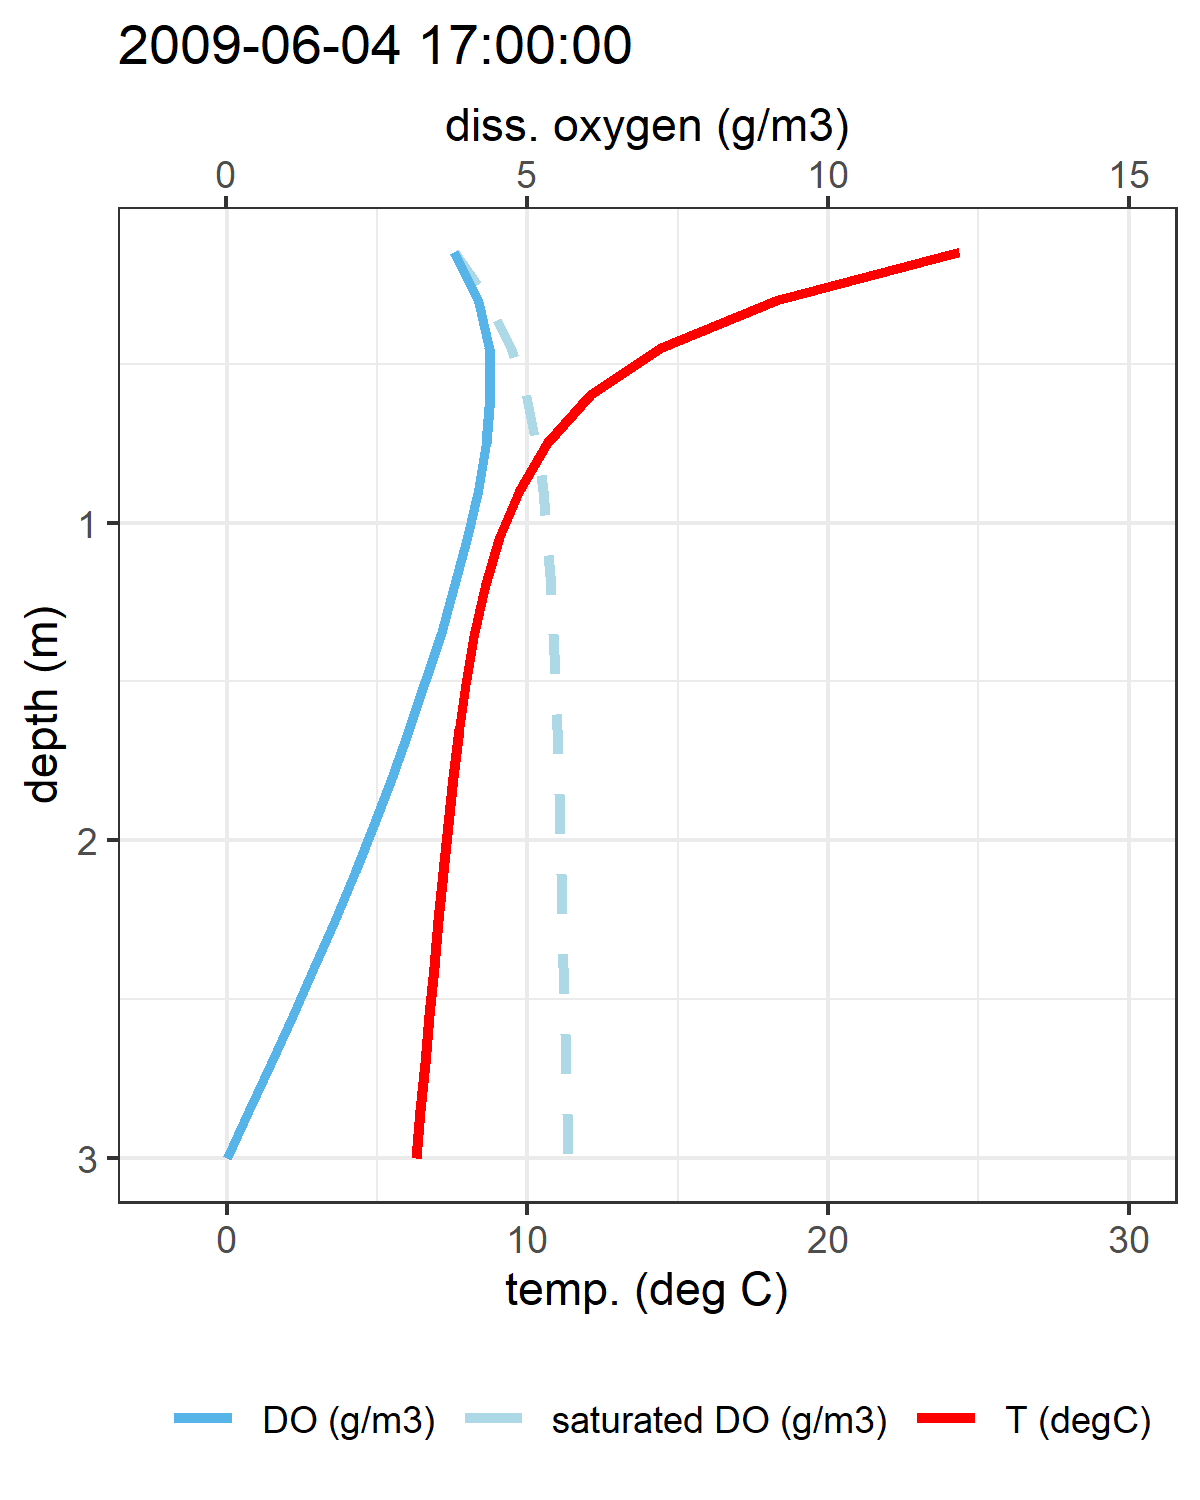 2009-06-04 17:00:00
diss. oxygen (g/m3)
0 5 10 15
depth (m)
1
2
3
0 10 20 30
temp. (deg C)
DO (g/m3) saturated DO (g/m3) T (degC)